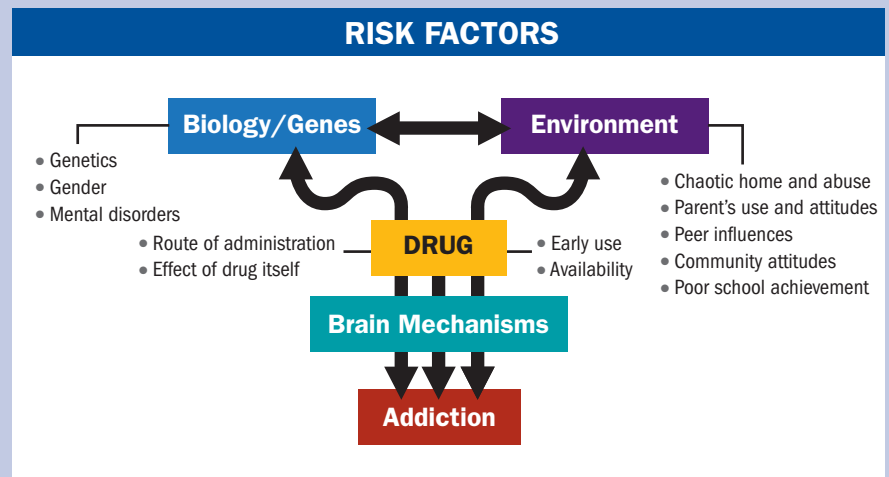 RISK FACTORS
Biology/Genes
Environment
• Genetics
• Gender
• Mental disorders
• Chaotic home and abuse
• Parent's use and attitudes
• Peer influences
• Community attitudes
• Poor school achievement
• Route of administration
• Effect of drug itself
DRUG
• Early use
• Availability
Brain Mechanisms
Addiction